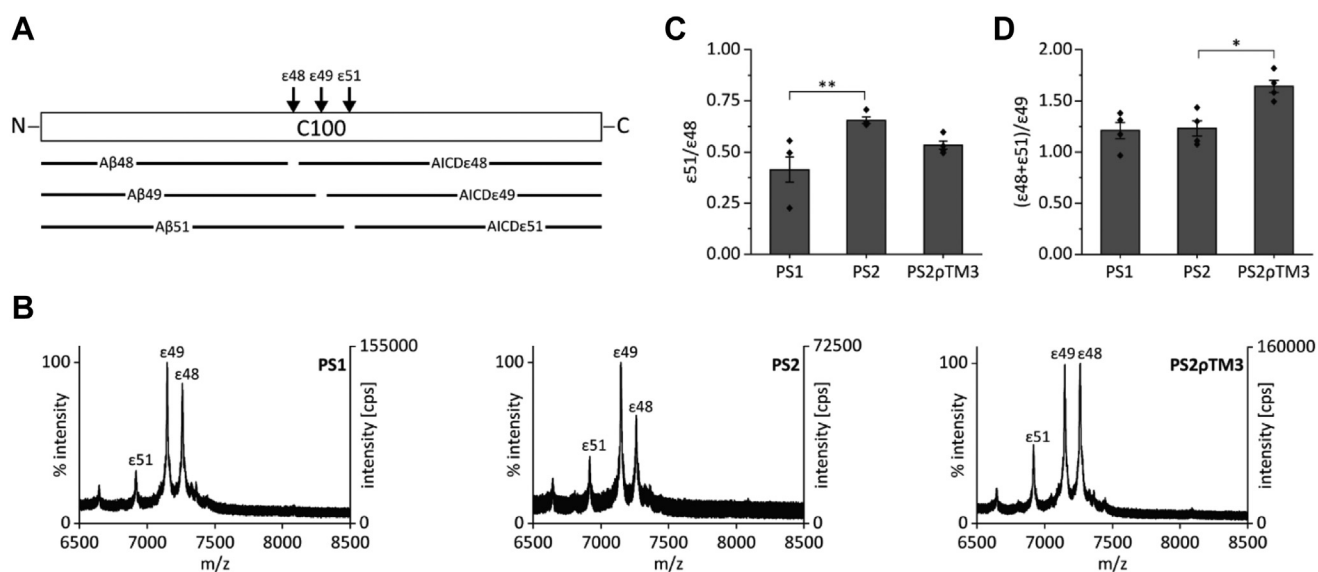 A
ε48 ε49 ε51
N C100 C
Aβ48 AICDε48
Aβ49 AICDε49
Aβ51 AICDε51
C
1.00
0.75
0.50
0.25
0.00
ε51/ε48
**
PS1 PS2 PS2ρTM3
D
2.00
1.50
1.25
1.00
0.50
0.00
(ε48+ε51)/ε49
*
PS1 PS2 PS2ρTM3
B
100
0
% intensity
ε51
ε49
ε48
PS1
155000
0
intensity [cps]
6500 7000 7500 8000 8500
m/z
100
0
% intensity
ε51
ε49
ε48
PS2
72500
0
intensity [cps]
6500 7000 7500 8000 8500
m/z
100
0
% intensity
ε51
ε49 ε48
PS2ρTM3
160000
0
intensity [cps]
6500 7000 7500 8000 8500
m/z